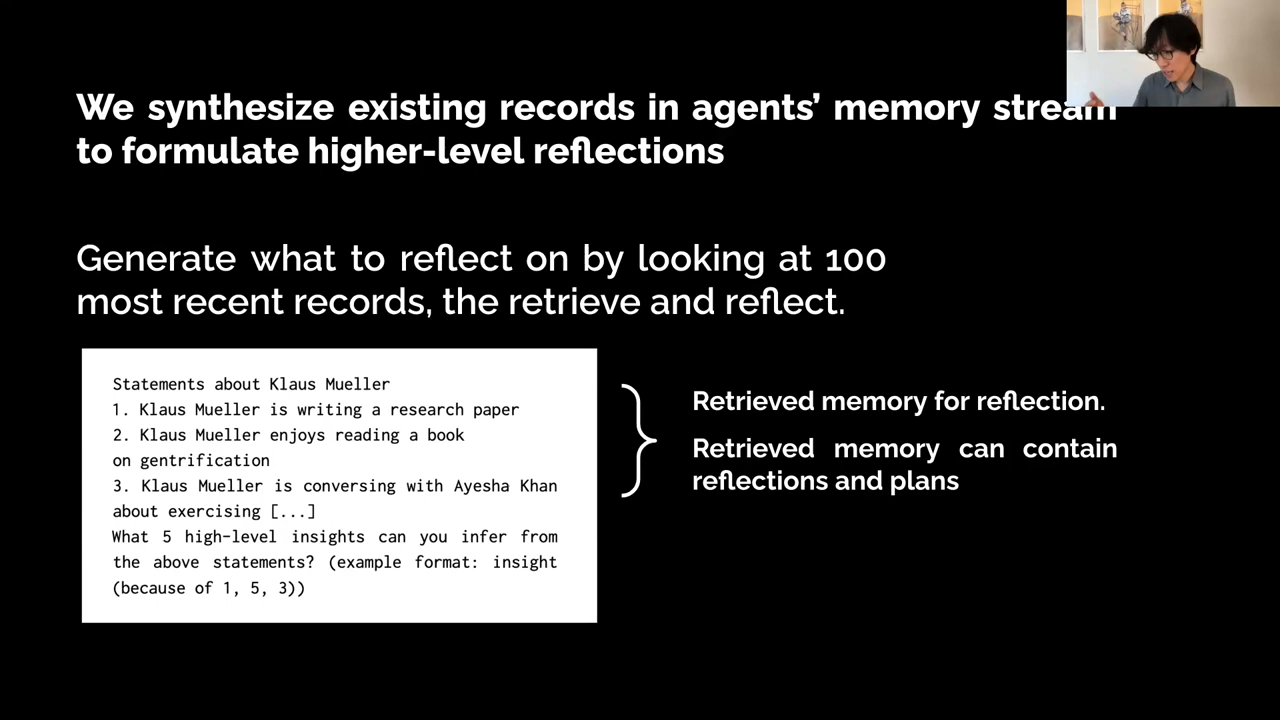 We synthesize existing records in agents’ memory stream
to formulate higher-level reflections
Generate what to reflect on by looking at 100
most recent records, the retrieve and reflect.
Statements about Klaus Mueller
1. Klaus Mueller is writing a research paper
2. Klaus Mueller enjoys reading a book
on gentrification
3. Klaus Mueller is conversing with Ayesha Khan
about exercising [...]
What 5 high-level insights can you infer from
the above statements? (example format: insight
(because of 1, 5, 3))
Retrieved memory for reflection.
Retrieved memory can contain
reflections and plans